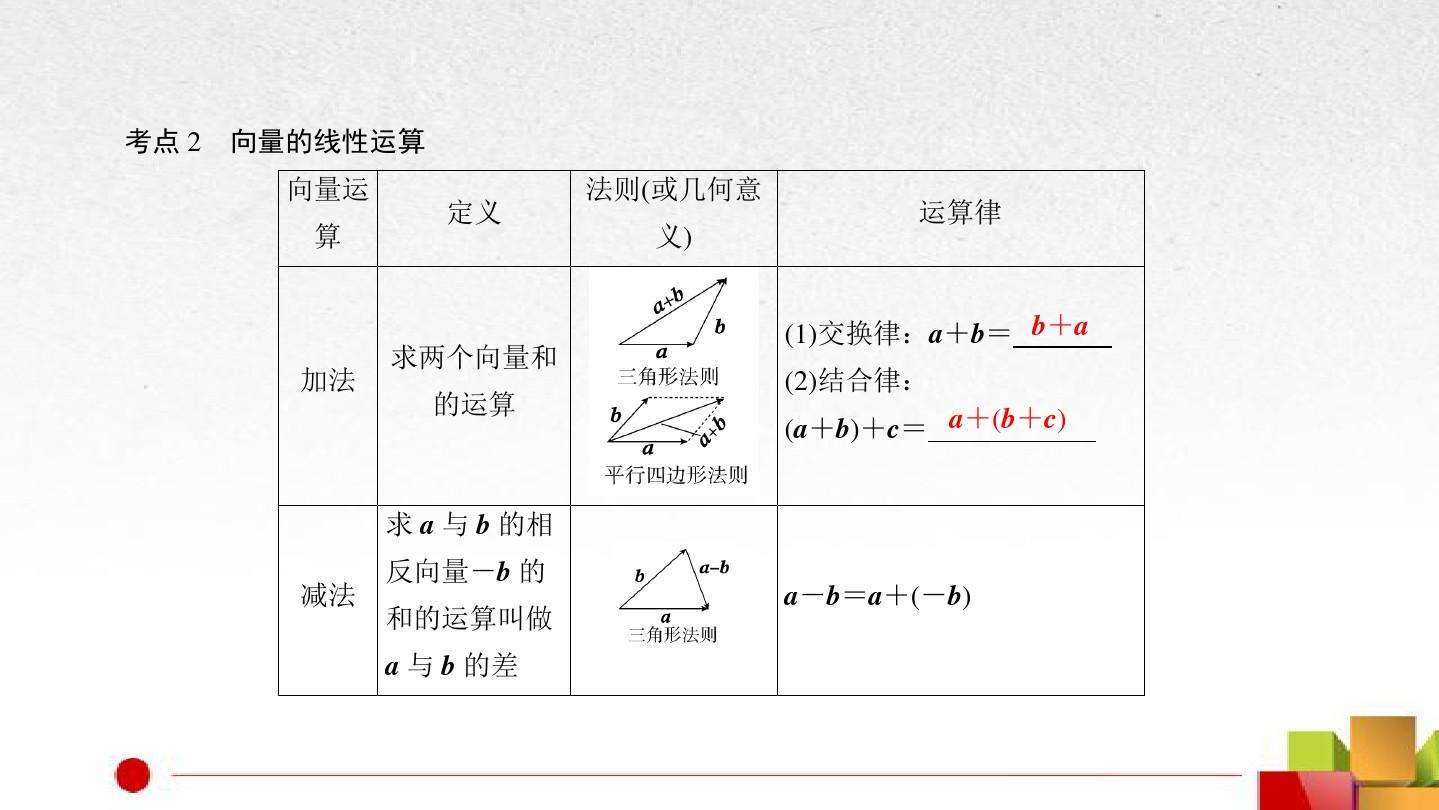 考点 2 向量的线性运算
向量运
算
定义
法则(或几何意
义)
运算律
加法
求两个向量和
的运算
a+b
b
a
三角形法则
b
a
a+b
平行四边形法则
(1)交换律：a＋b＝b＋a
(2)结合律：
(a＋b)＋c＝a＋(b＋c)
减法
求 a 与 b 的相
反向量－b 的
和的运算叫做
a 与 b 的差
b
a−b
a
三角形法则
a－b＝a＋(－b)